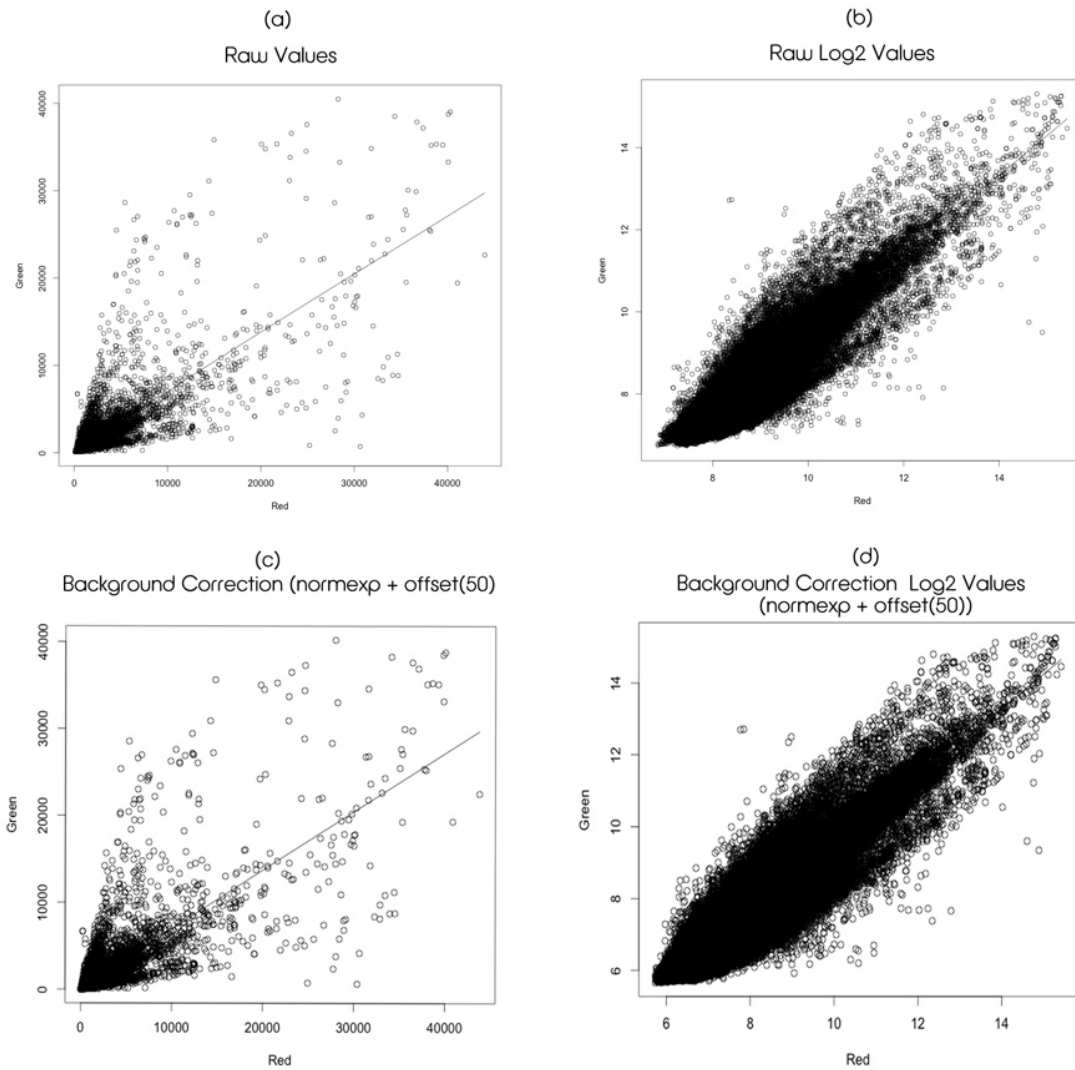 (a)
Raw Values
40000
30000
20000
10000
0
Green
0 10000 20000 30000 40000
Red
(b)
Raw Log2 Values
14
12
10
8
Green
8 10 12 14
Red
(c)
Background Correction (normexp + offset(50)
40000
30000
20000
10000
0
Green
0 10000 20000 30000 40000
Red
(d)
Background Correction Log2 Values
(normexp + offset(50))
14
12
10
8
6
Green
6 8 10 12 14
Red